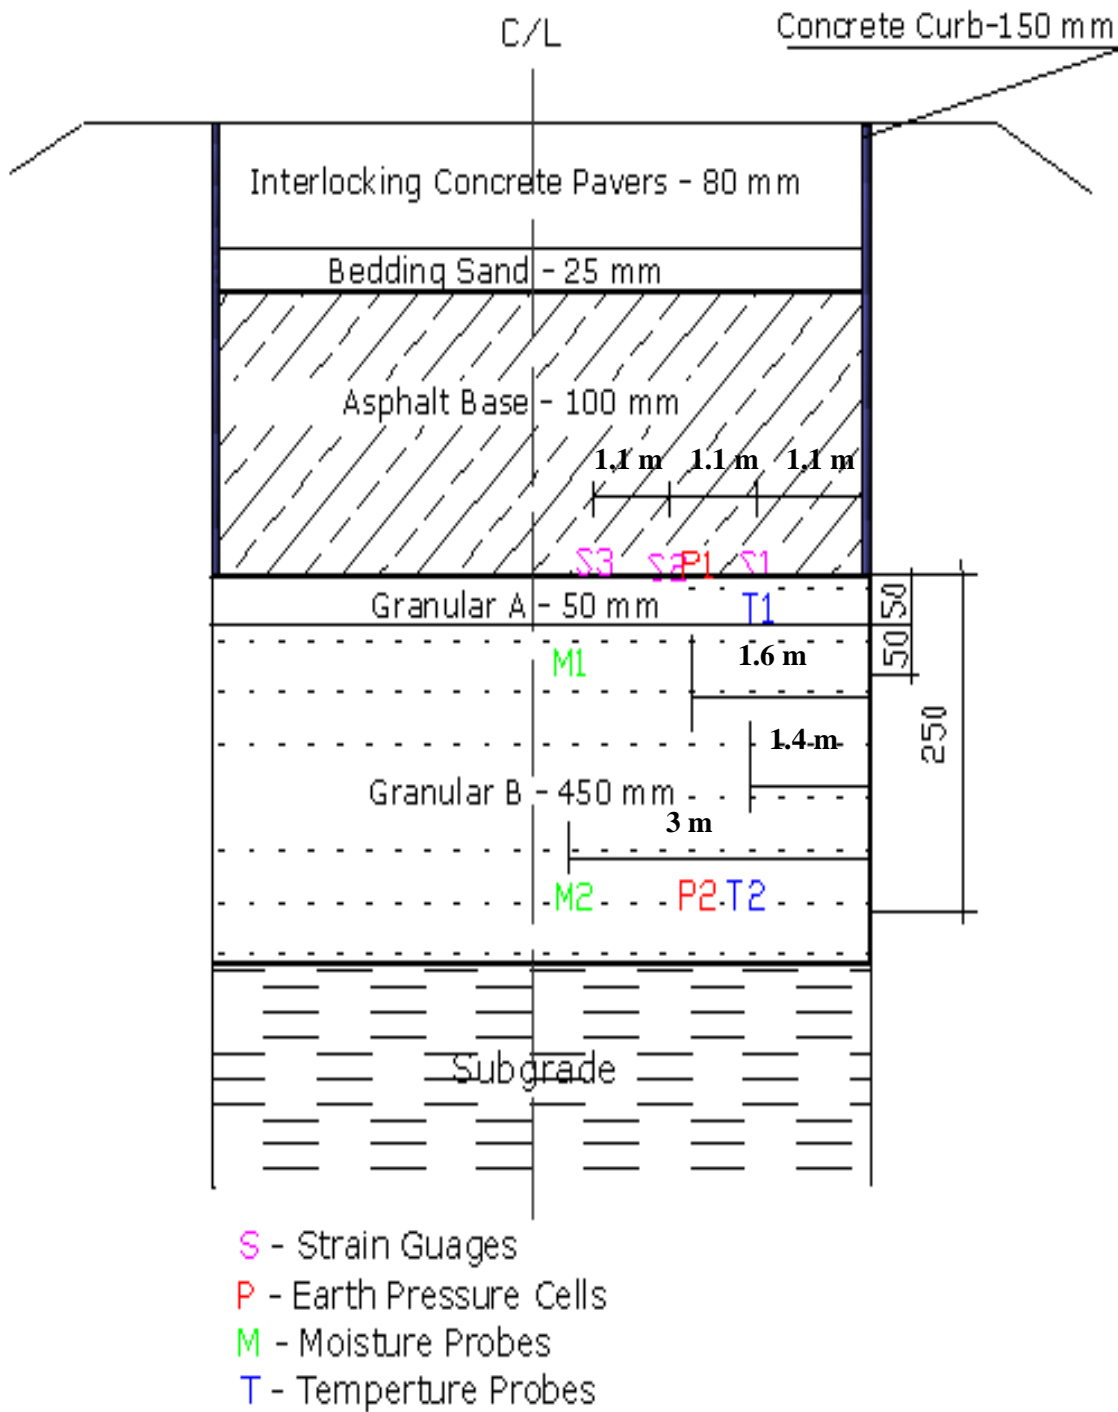 C/L
Concrete Curb-150 mm
Interlocking Concrete Pavers - 80 mm
Bedding Sand - 25 mm
Asphalt Base - 100 mm
1.1 m 1.1 m 1.1 m
S3 S2 P1 S1
Granular A - 50 mm
T1
50
50
M1
1.6 m
250
1.4 m
Granular B - 450 mm
3 m
M2 P2 T2
Subgrade
S - Strain Guages
P - Earth Pressure Cells
M - Moisture Probes
T - Temperture Probes